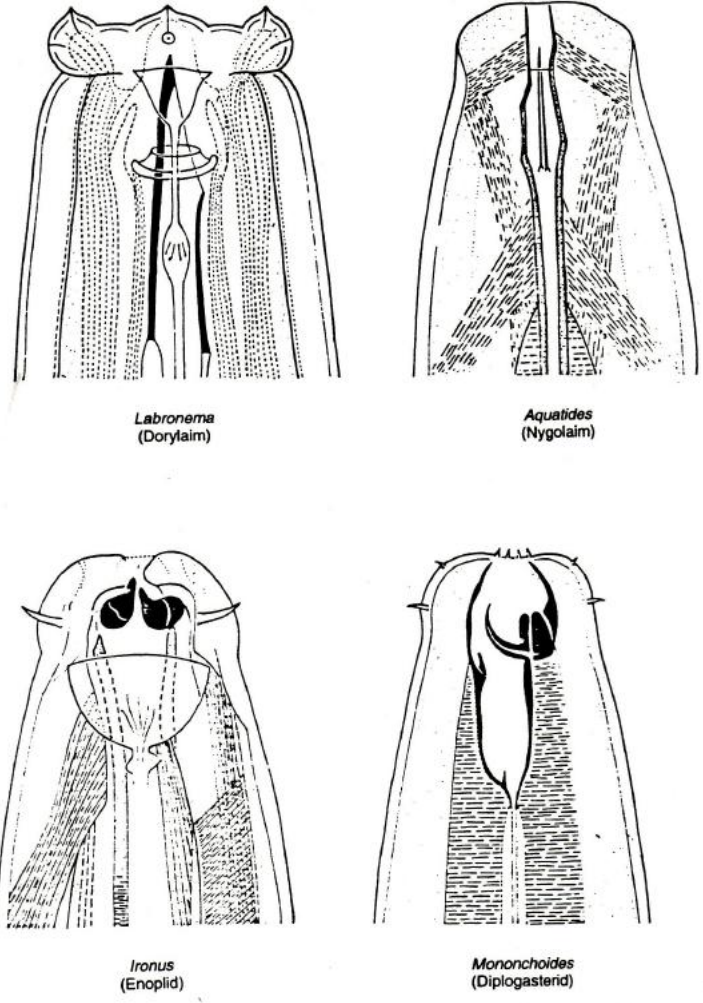 Labronema
(Dorylaim)
Aquatides
(Nygolaim)
Ironus
(Enoplid)
Mononchoides
(Diplogasterid)